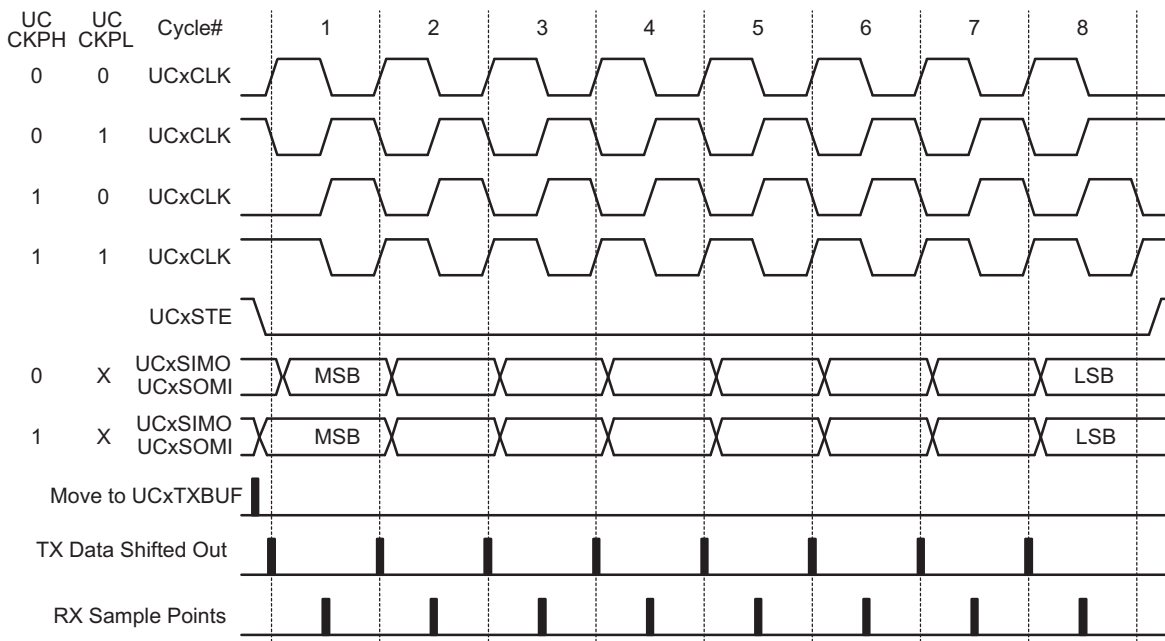 UC CKPH UC CKPL Cycle# 1 2 3 4 5 6 7 8
0 0 UCxCLK
0 1 UCxCLK
1 0 UCxCLK
1 1 UCxCLK
UCxSTE
0 X UCxSIMO UCxSOMI MSB LSB
1 X UCxSIMO UCxSOMI MSB LSB
Move to UCxTXBUF
TX Data Shifted Out
RX Sample Points